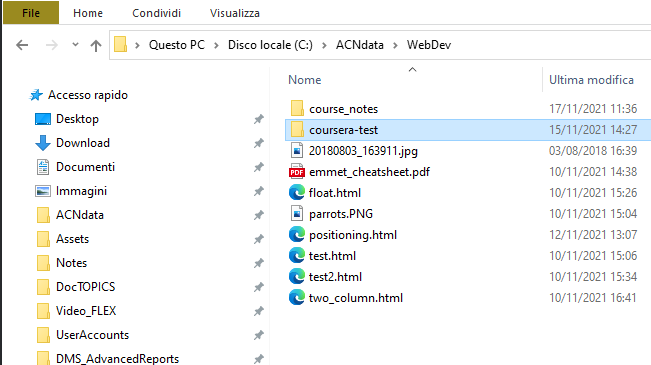 File Home Condividi Visualizza
Questo PC Disco locale (C:) ACNdata WebDev
Nome Ultima modifica
Accesso rapido
Desktop
Download
Documenti
Immagini
ACNdata
Assets
Notes
DocTOPICS
Video_FLEX
UserAccounts
DMS_AdvancedReports
course_notes 17/11/2021 11:36
coursera-test 15/11/2021 14:27
20180803_163911.jpg 03/08/2018 16:39
PDF emmet_cheatsheet.pdf 10/11/2021 14:38
float.html 10/11/2021 15:26
parrots.PNG 10/11/2021 15:04
positioning.html 12/11/2021 13:07
test.html 10/11/2021 15:06
test2.html 10/11/2021 15:34
two_column.html 10/11/2021 16:41